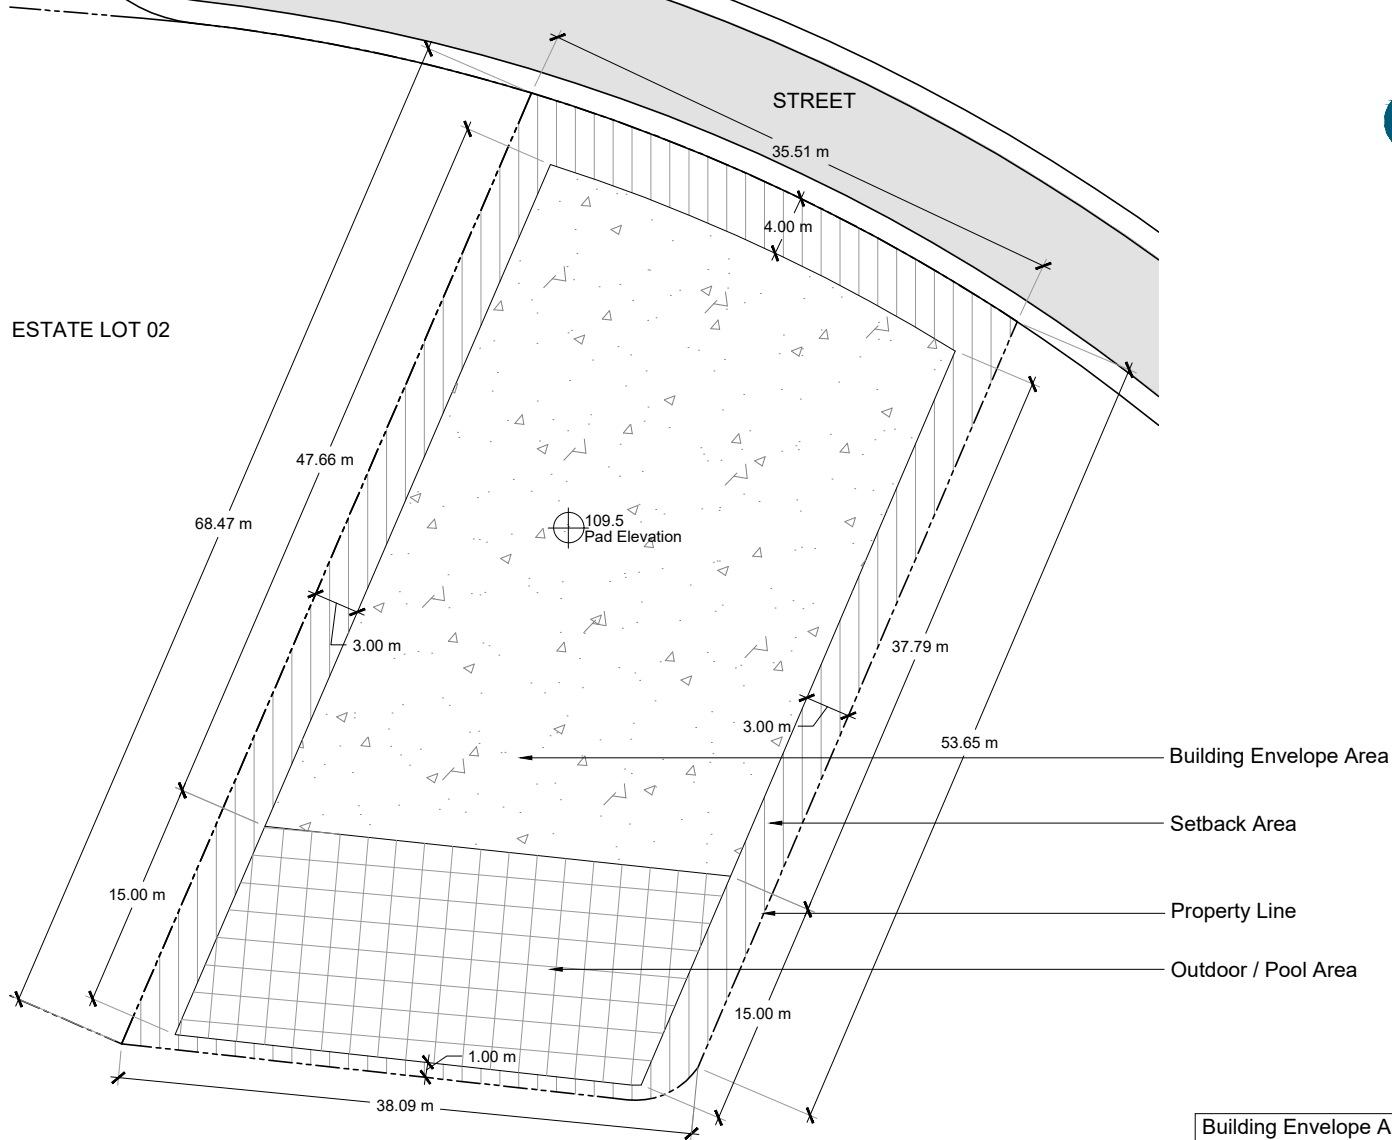 STREET
35.51 m
4.00 m
ESTATE LOT 02
47.66 m
68.47 m
109.5
Pad Elevation
3.00 m
37.79 m
3.00 m
53.65 m
Building Envelope Area
Setback Area
15.00 m
Property Line
Outdoor / Pool Area
15.00 m
1.00 m
38.09 m
Building Envelope A